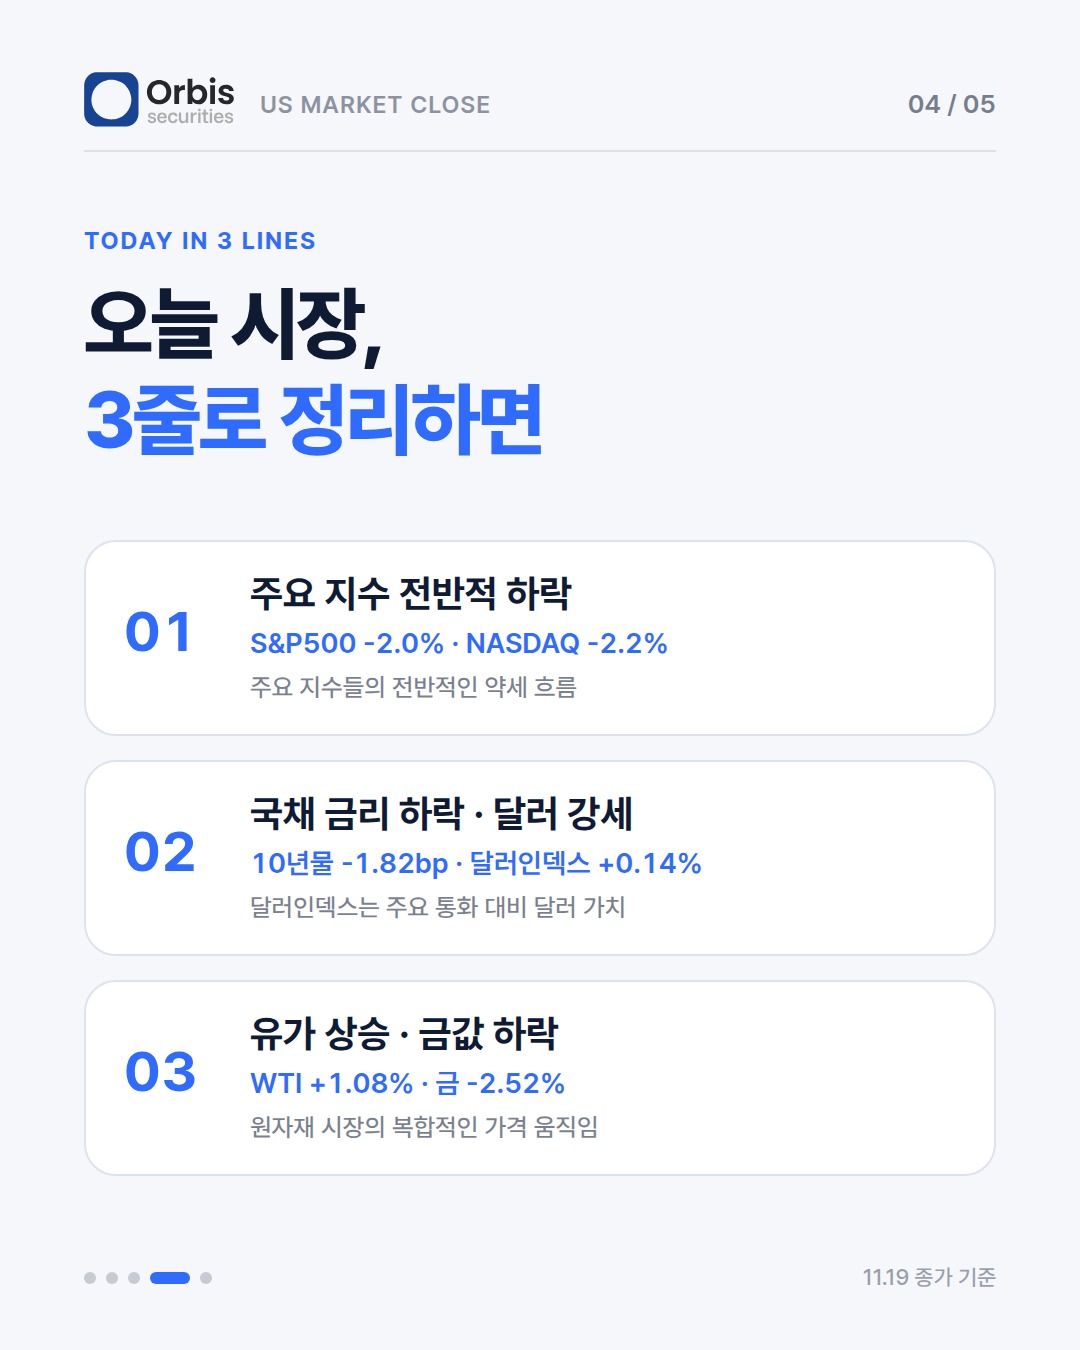 Orbis
securities
US MARKET CLOSE
04 / 05
TODAY IN 3 LINES
오늘 시장,
3줄로 정리하면
01
주요 지수 전반적 하락
S&P500 -2.0% · NASDAQ -2.2%
주요 지수들의 전반적인 약세 흐름
02
국채 금리 하락 · 달러 강세
10년물 -1.82bp · 달러인덱스 +0.14%
달러인덱스는 주요 통화 대비 달러 가치
03
유가 상승 · 금값 하락
WTI +1.08% · 금 -2.52%
원자재 시장의 복합적인 가격 움직임
11.19 종가 기준